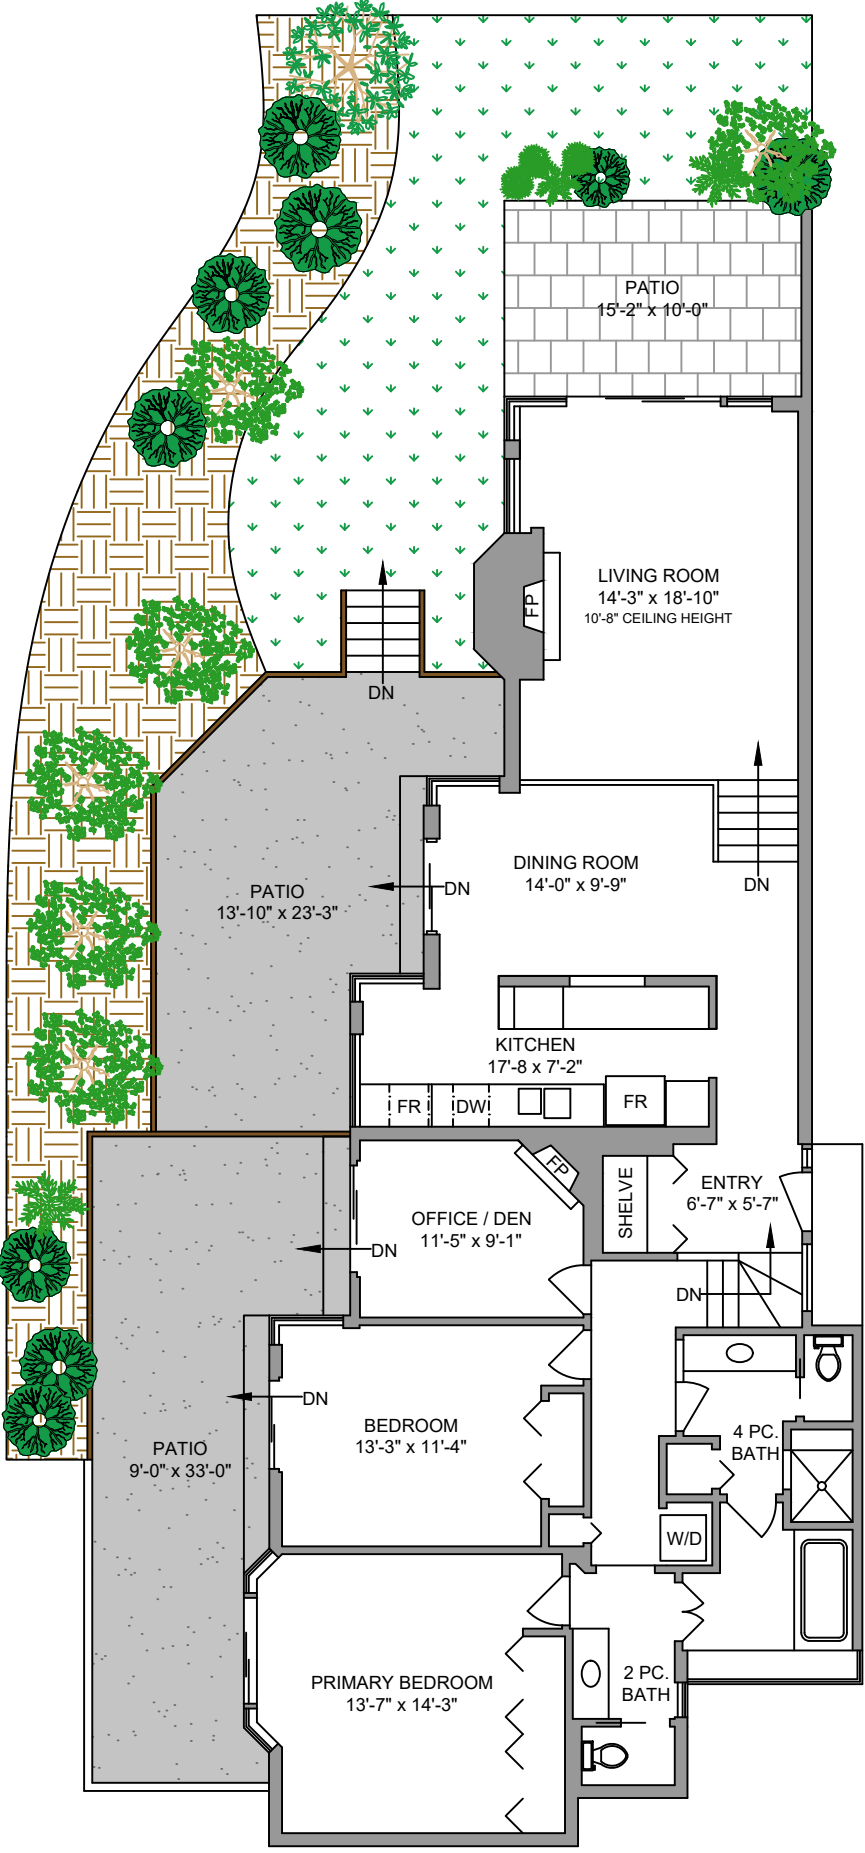 PATIO
15'-2" x 10'-0"
LIVING ROOM
14'-3" x 18'-10"
10'-8" CEILING HEIGHT
FP
DN
DINING ROOM
14'-0" x 9'-9"
DN
DN
PATIO
13'-10" x 23'-3"
KITCHEN
17'-8 x 7'-2"
FR
DW
FR
FP
SHELVE
ENTRY
6'-7" x 5'-7"
OFFICE / DEN
11'-5" x 9'-1"
DN
DN
DN
BEDROOM
13'-3" x 11'-4"
4 PC.
BATH
PATIO
9'-0" x 33'-0"
W/D
PRIMARY BEDROOM
13'-7" x 14'-3"
2 PC.
BATH